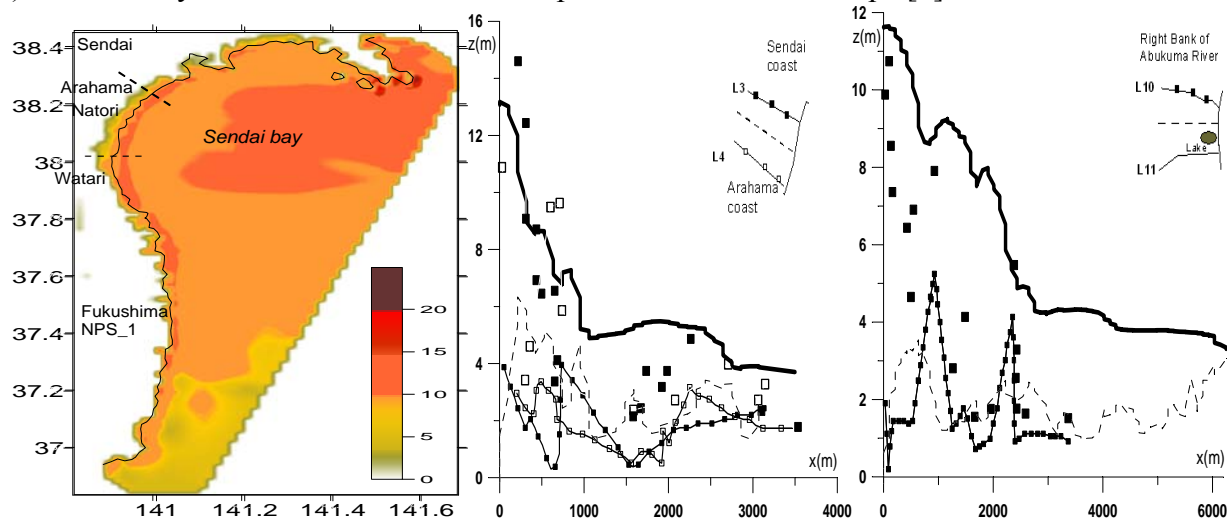 38.4
38.2
38
37.8
37.6
37.4
37.2
37
Sendai
Arahama
Natori
Sendai bay
Watari
Fukushima
NPS_1
20
15
10
5
0
141
141.2
141.4
141.6
16
z(m)
12
8
4
0
Sendai
coast
L3
L4
Arahama
coast
x(m)
0
1000
2000
3000
4000
12
z(m)
10
8
6
4
2
0
Right Bank of
Abukuma River
L10
Lake
L11
x(m)
0
2000
4000
6000